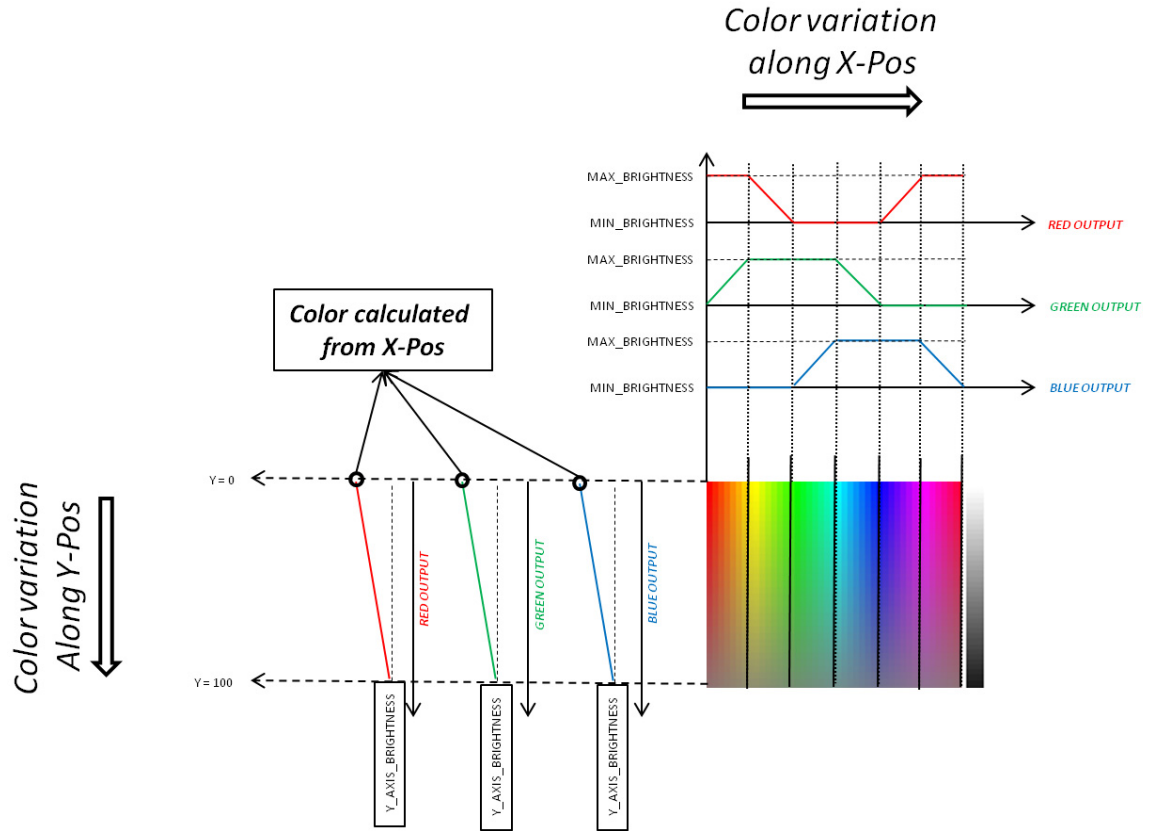 Color variation
along X-Pos
MAX_BRIGHTNESS
MIN_BRIGHTNESS
RED OUTPUT
MAX_BRIGHTNESS
MIN_BRIGHTNESS
GREEN OUTPUT
MAX_BRIGHTNESS
MIN_BRIGHTNESS
BLUE OUTPUT
Color calculated
from X-Pos
Color variation
Along Y-Pos
Y = 0
RED OUTPUT
GREEN OUTPUT
BLUE OUTPUT
Y = 100
Y_AXIS_BRIGHTNESS
Y_AXIS_BRIGHTNESS
Y_AXIS_BRIGHTNESS